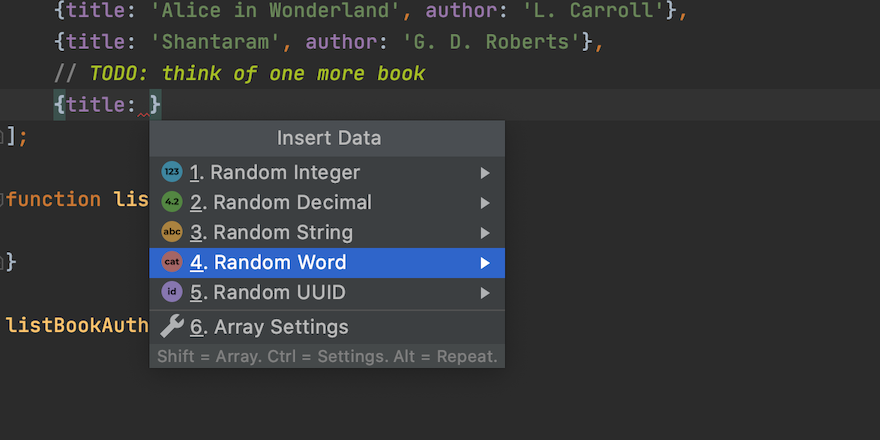 {title: 'Alice in Wonderland', author: 'L. Carroll'},
{title: 'Shantaram', author: 'G. D. Roberts'},
// TODO: think of one more book
{title: }
];
Insert Data
123 1. Random Integer
4.2 2. Random Decimal
function lis
abc 3. Random String
cat 4. Random Word
}
id 5. Random UUID
listBookAuth
6. Array Settings
Shift = Array. Ctrl = Settings. Alt = Repeat.